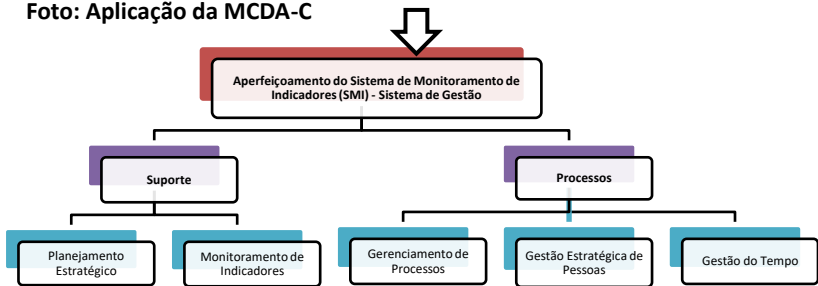 Foto: Aplicação da MCDA-C
Aperfeiçoamento do Sistema de Monitoramento de
Indicadores (SMI) - Sistema de Gestão
Suporte
Processos
Planejamento
Estratégico
Monitoramento de
Indicadores
Gerenciamento de
Processos
Gestão Estratégica de
Pessoas
Gestão do Tempo